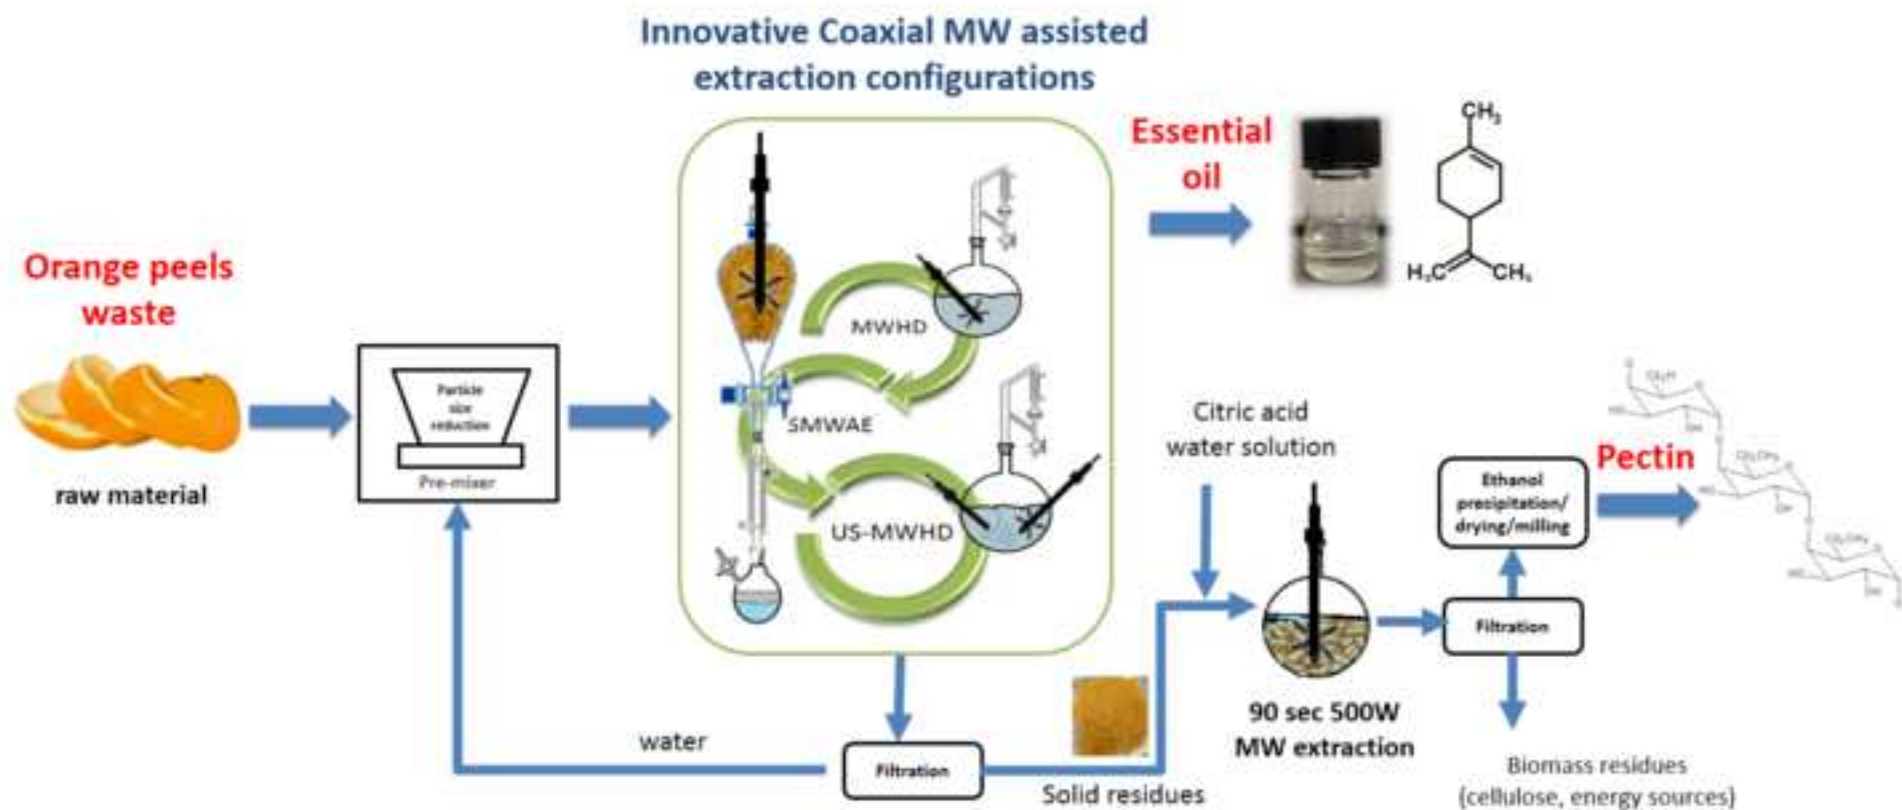 Innovative Coaxial MW assisted
extraction configurations
Essential
oil
CH₃
H₂C
CH₃
Orange peels
waste
raw material
Particle
size
reduction
Pre-mixer
MWHD
SMWAE
US-MWHD
Citric acid
water solution
Ethanol
precipitation/
drying/milling
Pectin
Filtration
90 sec 500W
MW extraction
water
Filtration
Solid residues
Biomass residues
(cellulose, energy sources)